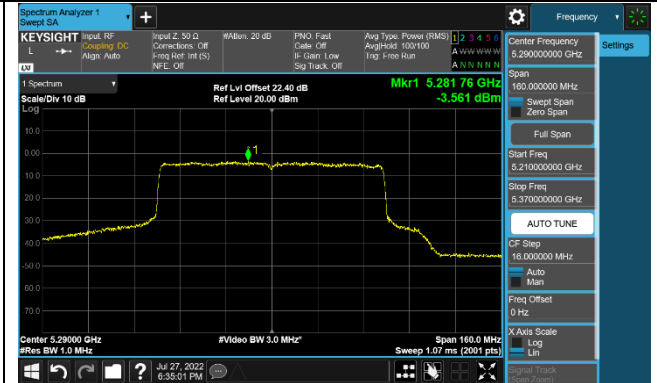 Spectrum Analyzer 1
Swept SA
Frequency
KEYSIGHT
L
LXI
Input: RF
Coupling: DC
Align: Auto
Input Z: 50 Ω
Corrections: Off
Freq Ref: Int (S)
NFE: Off
#Atten: 20 dB
PNO: Fast
Gate: Off
IF Gain: Low
Sig Track: Off
Avg Type: Power (RMS)
Avg|Hold: 100/100
Trig: Free Run
1 2 3 4 5 6
A W W W W W
A N N N N N
1 Spectrum
Scale/Div 10 dB
Log
Ref Lvl Offset 22.40 dB
Ref Level 20.00 dBm
Mkr1 5.281 76 GHz
-3.561 dBm
1
10.0
0.00
10.0
20.0
30.0
40.0
50.0
60.0
70.0
Center 5.29000 GHz
#Res BW 1.0 MHz
#Video BW 3.0 MHz*
Span 160.0 MHz
Sweep 1.07 ms (2001 pts)
Jul 27, 2022
6:35:01 PM
Settings
Center Frequency
5.290000000 GHz
Span
160.000000 MHz
Swept Span
Zero Span
Full Span
Start Freq
5.210000000 GHz
Stop Freq
5.370000000 GHz
AUTO TUNE
CF Step
16.000000 MHz
Auto
Man
Freq Offset
0 Hz
X Axis Scale
Log
Lin
Signal Track
(Span Zoom)